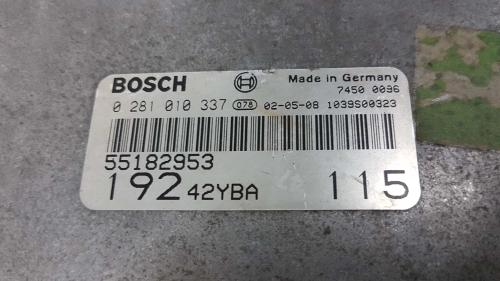 BOSCH Made in Germany
7450 0096
0 281 010 337 078 02-05-08 1039S00323
55182953
192 42YBA 115